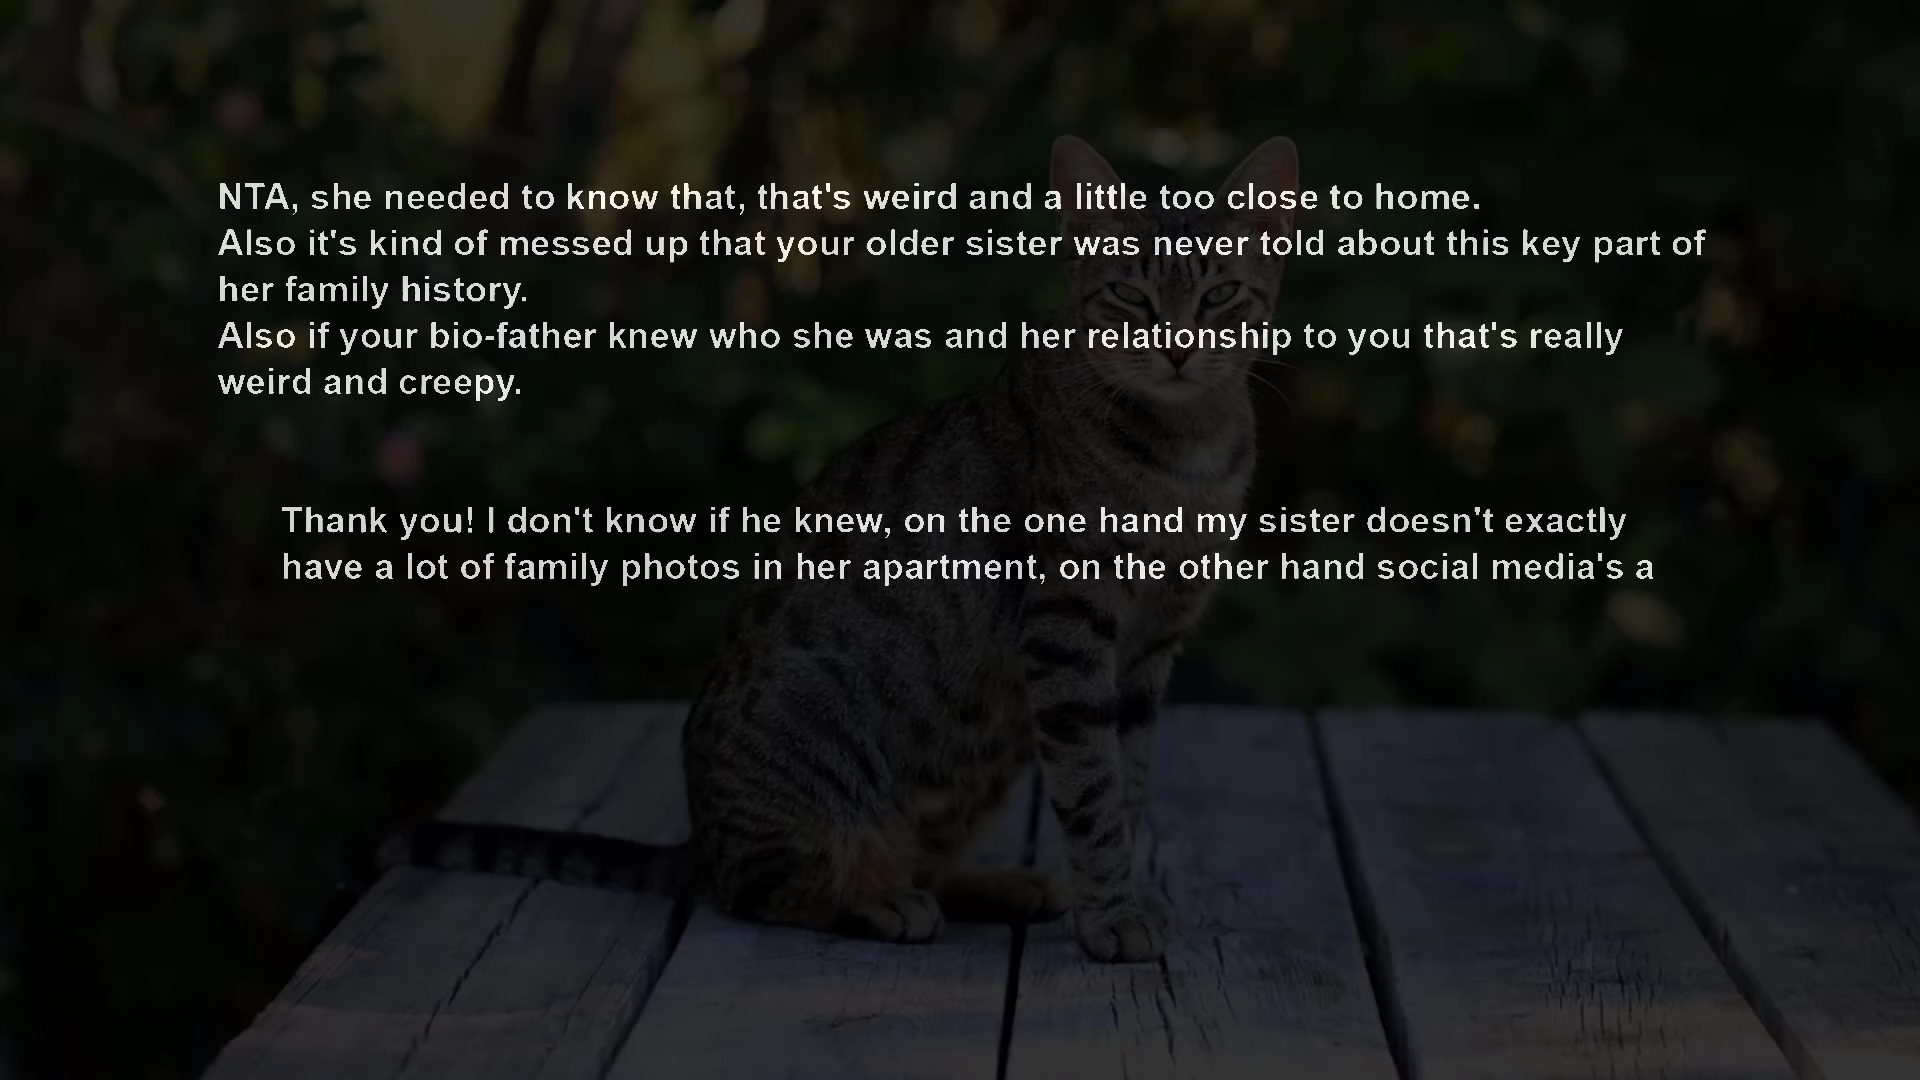 NTA, she needed to know that, that's weird and a little too close to home.
Also it's kind of messed up that your older sister was never told about this key part of
her family history.
Also if your bio-father knew who she was and her relationship to you that's really
weird and creepy.
Thank you! I don't know if he knew, on the one hand my sister doesn't exactly
have a lot of family photos in her apartment, on the other hand social media's a